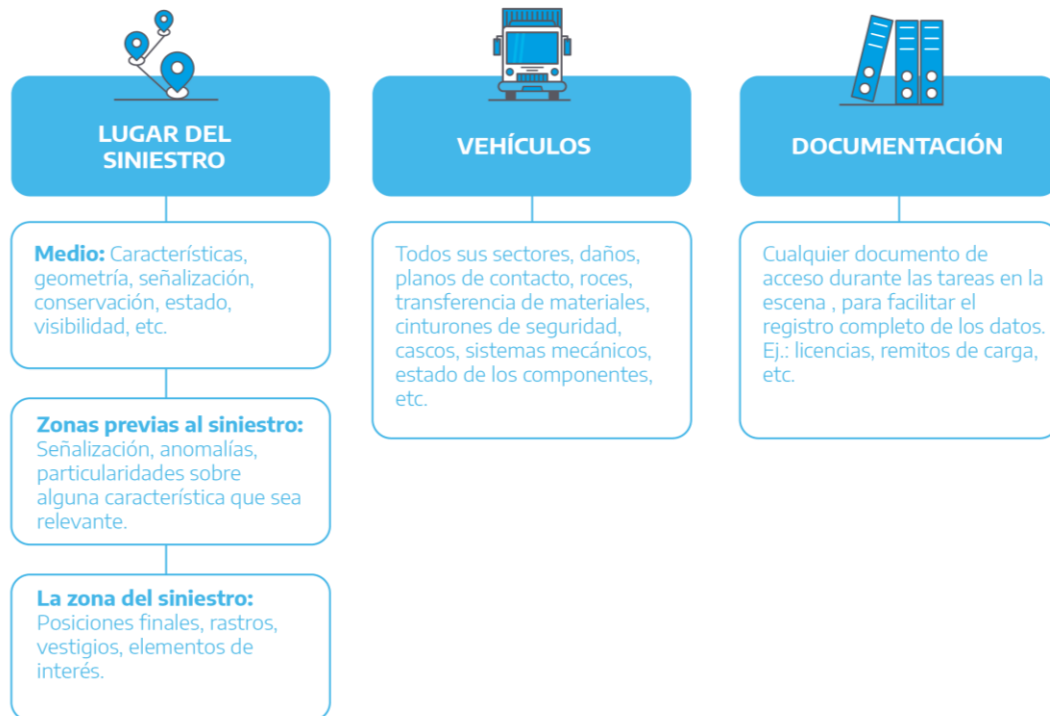 LUGAR DEL
SINIESTRO
Medio: Características,
geometría, señalización,
conservación, estado,
visibilidad, etc.
Zonas previas al siniestro:
Señalización, anomalías,
particularidades sobre
alguna característica que sea
relevante.
La zona del siniestro:
Posiciones finales, rastros,
vestigios, elementos de
interés.
VEHÍCULOS
Todos sus sectores, daños,
planos de contacto, roces,
transferencia de materiales,
cinturones de seguridad,
cascos, sistemas mecánicos,
estado de los componentes,
etc.
DOCUMENTACIÓN
Cualquier documento de
acceso durante las tareas en la
escena , para facilitar el
registro completo de los datos.
Ej.: licencias, remitos de carga,
etc.